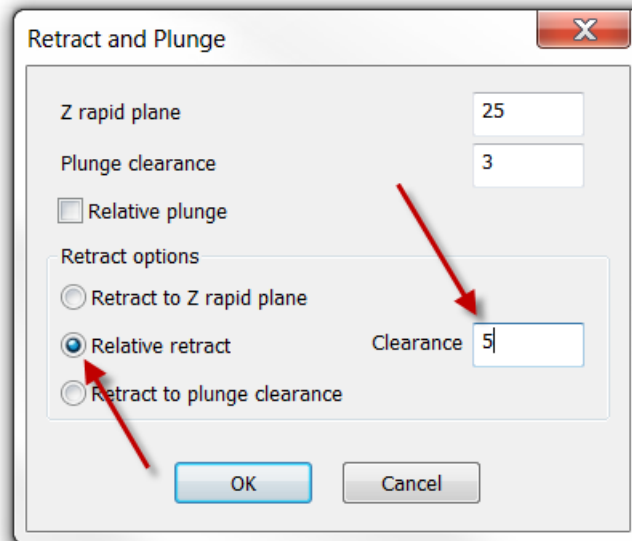 Retract and Plunge
Z rapid plane 25
Plunge clearance 3
Relative plunge
Retract options
Retract to Z rapid plane
Relative retract Clearance 5
Retract to plunge clearance
OK Cancel